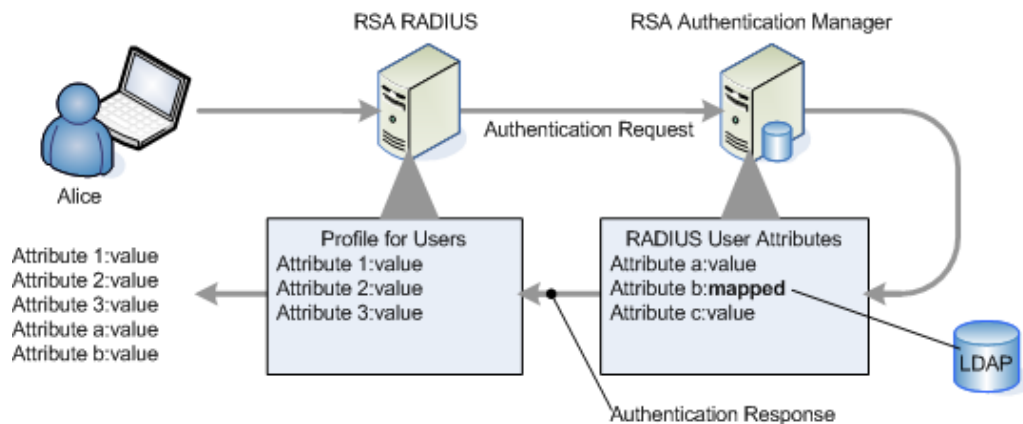 RSA RADIUS
RSA Authentication Manager
Authentication Request
Alice
Profile for Users
Attribute 1:value
Attribute 2:value
Attribute 3:value
RADIUS User Attributes
Attribute a:value
Attribute b:mapped
Attribute c:value
Attribute 1:value
Attribute 2:value
Attribute 3:value
Attribute a:value
Attribute b:value
LDAP
Authentication Response